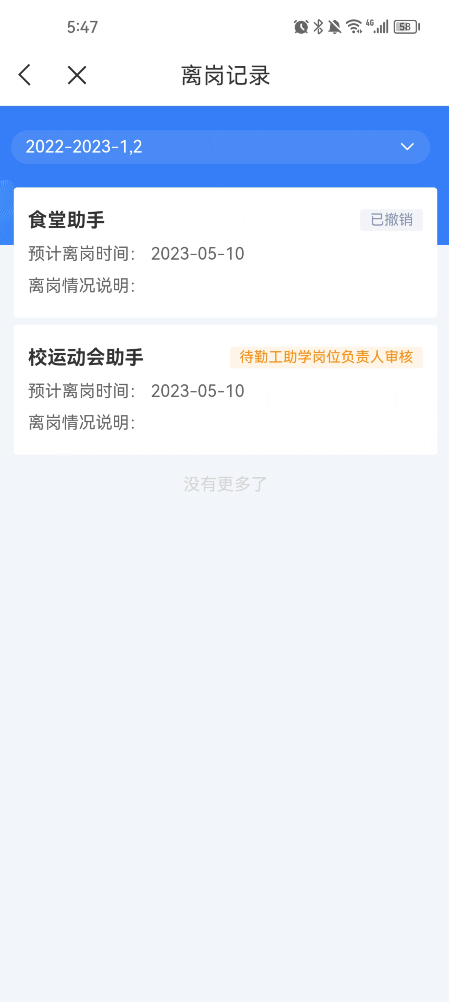 5:47
4G
58
离岗记录
2022-2023-1,2
食堂助手
已撤销
预计离岗时间： 2023-05-10
离岗情况说明：
校运动会助手
待勤工助学岗位负责人审核
预计离岗时间： 2023-05-10
离岗情况说明：
没有更多了